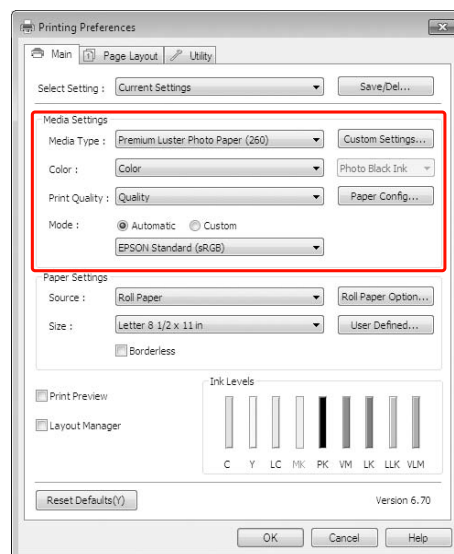 Printing Preferences
Main Page Layout Utility
Select Setting : Current Settings Save/Del...
Media Settings
Media Type : Premium Luster Photo Paper (260) Custom Settings...
Color : Color Photo Black Ink
Print Quality : Quality Paper Config...
Mode : Automatic Custom
EPSON Standard (sRGB)
Paper Settings
Source : Roll Paper Roll Paper Option...
Size : Letter 8 1/2 x 11 in User Defined...
Borderless
Ink Levels
Print Preview
Layout Manager
C Y LC MK PK VM LK LLK VLM
Reset Defaults(Y) Version 6.70
OK Cancel Help